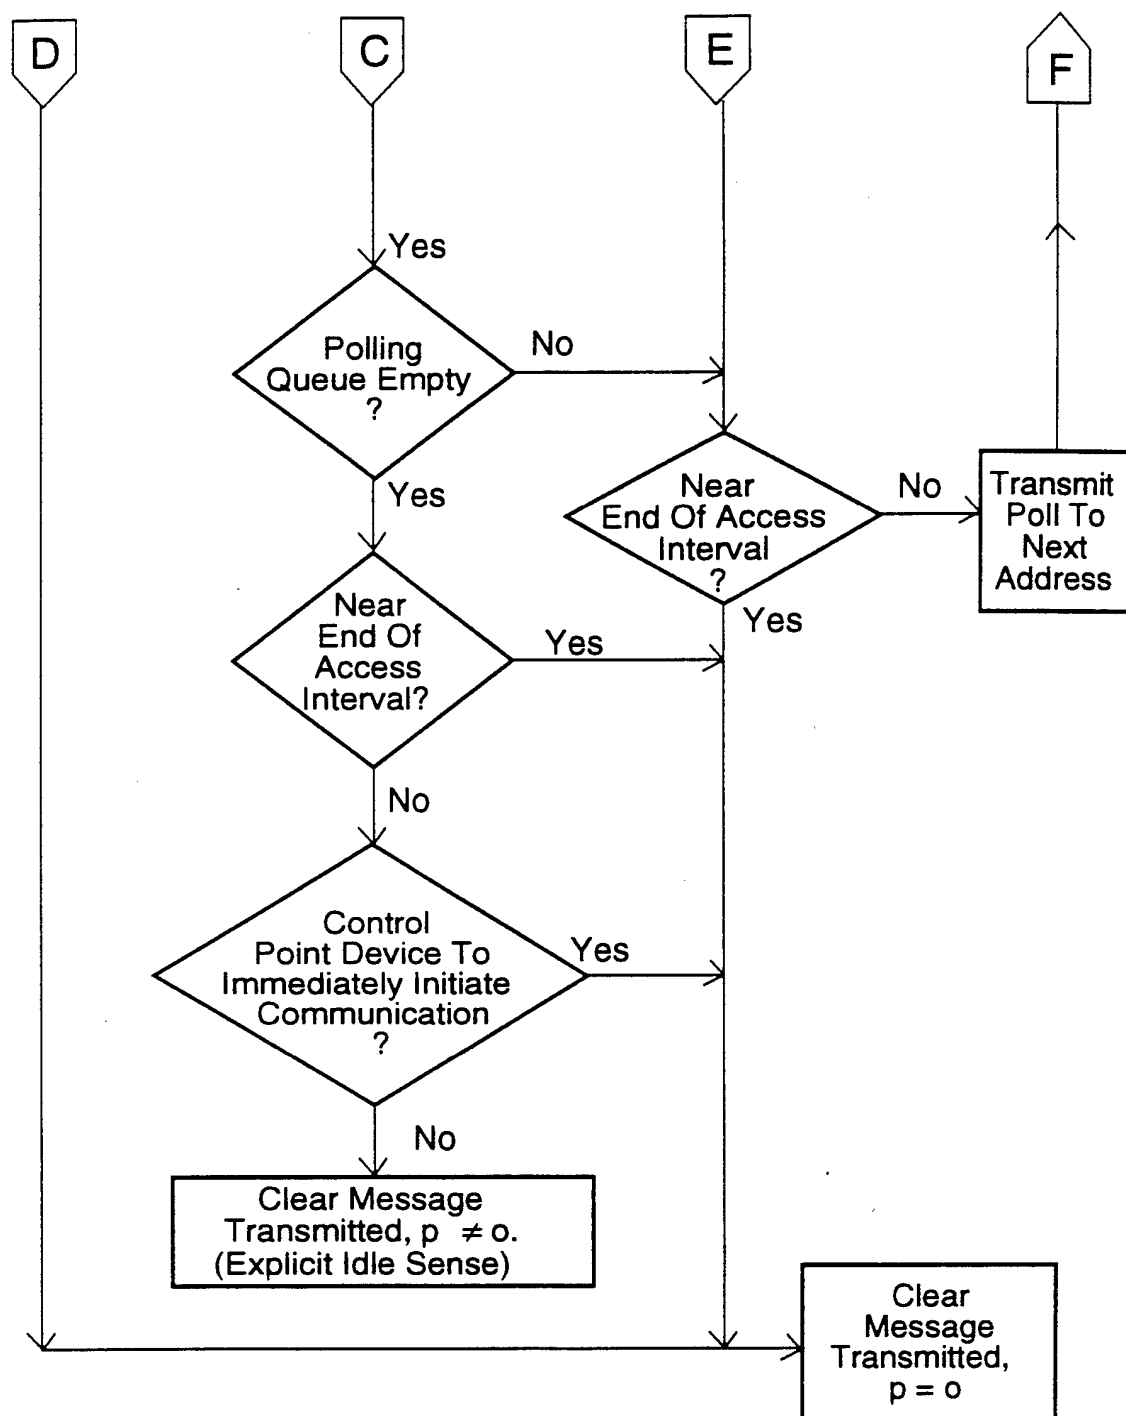 D
C
E
F
Yes
Polling
Queue Empty
?
No
Yes
Near
End Of Access
Interval
?
No
Transmit
Poll To
Next
Address
Yes
Near
End Of
Access
Interval?
Yes
No
Control
Point Device To
Immediately Initiate
Communication
?
Yes
No
Clear Message
Transmitted, p ≠ o.
(Explicit Idle Sense)
Clear
Message
Transmitted,
p = o